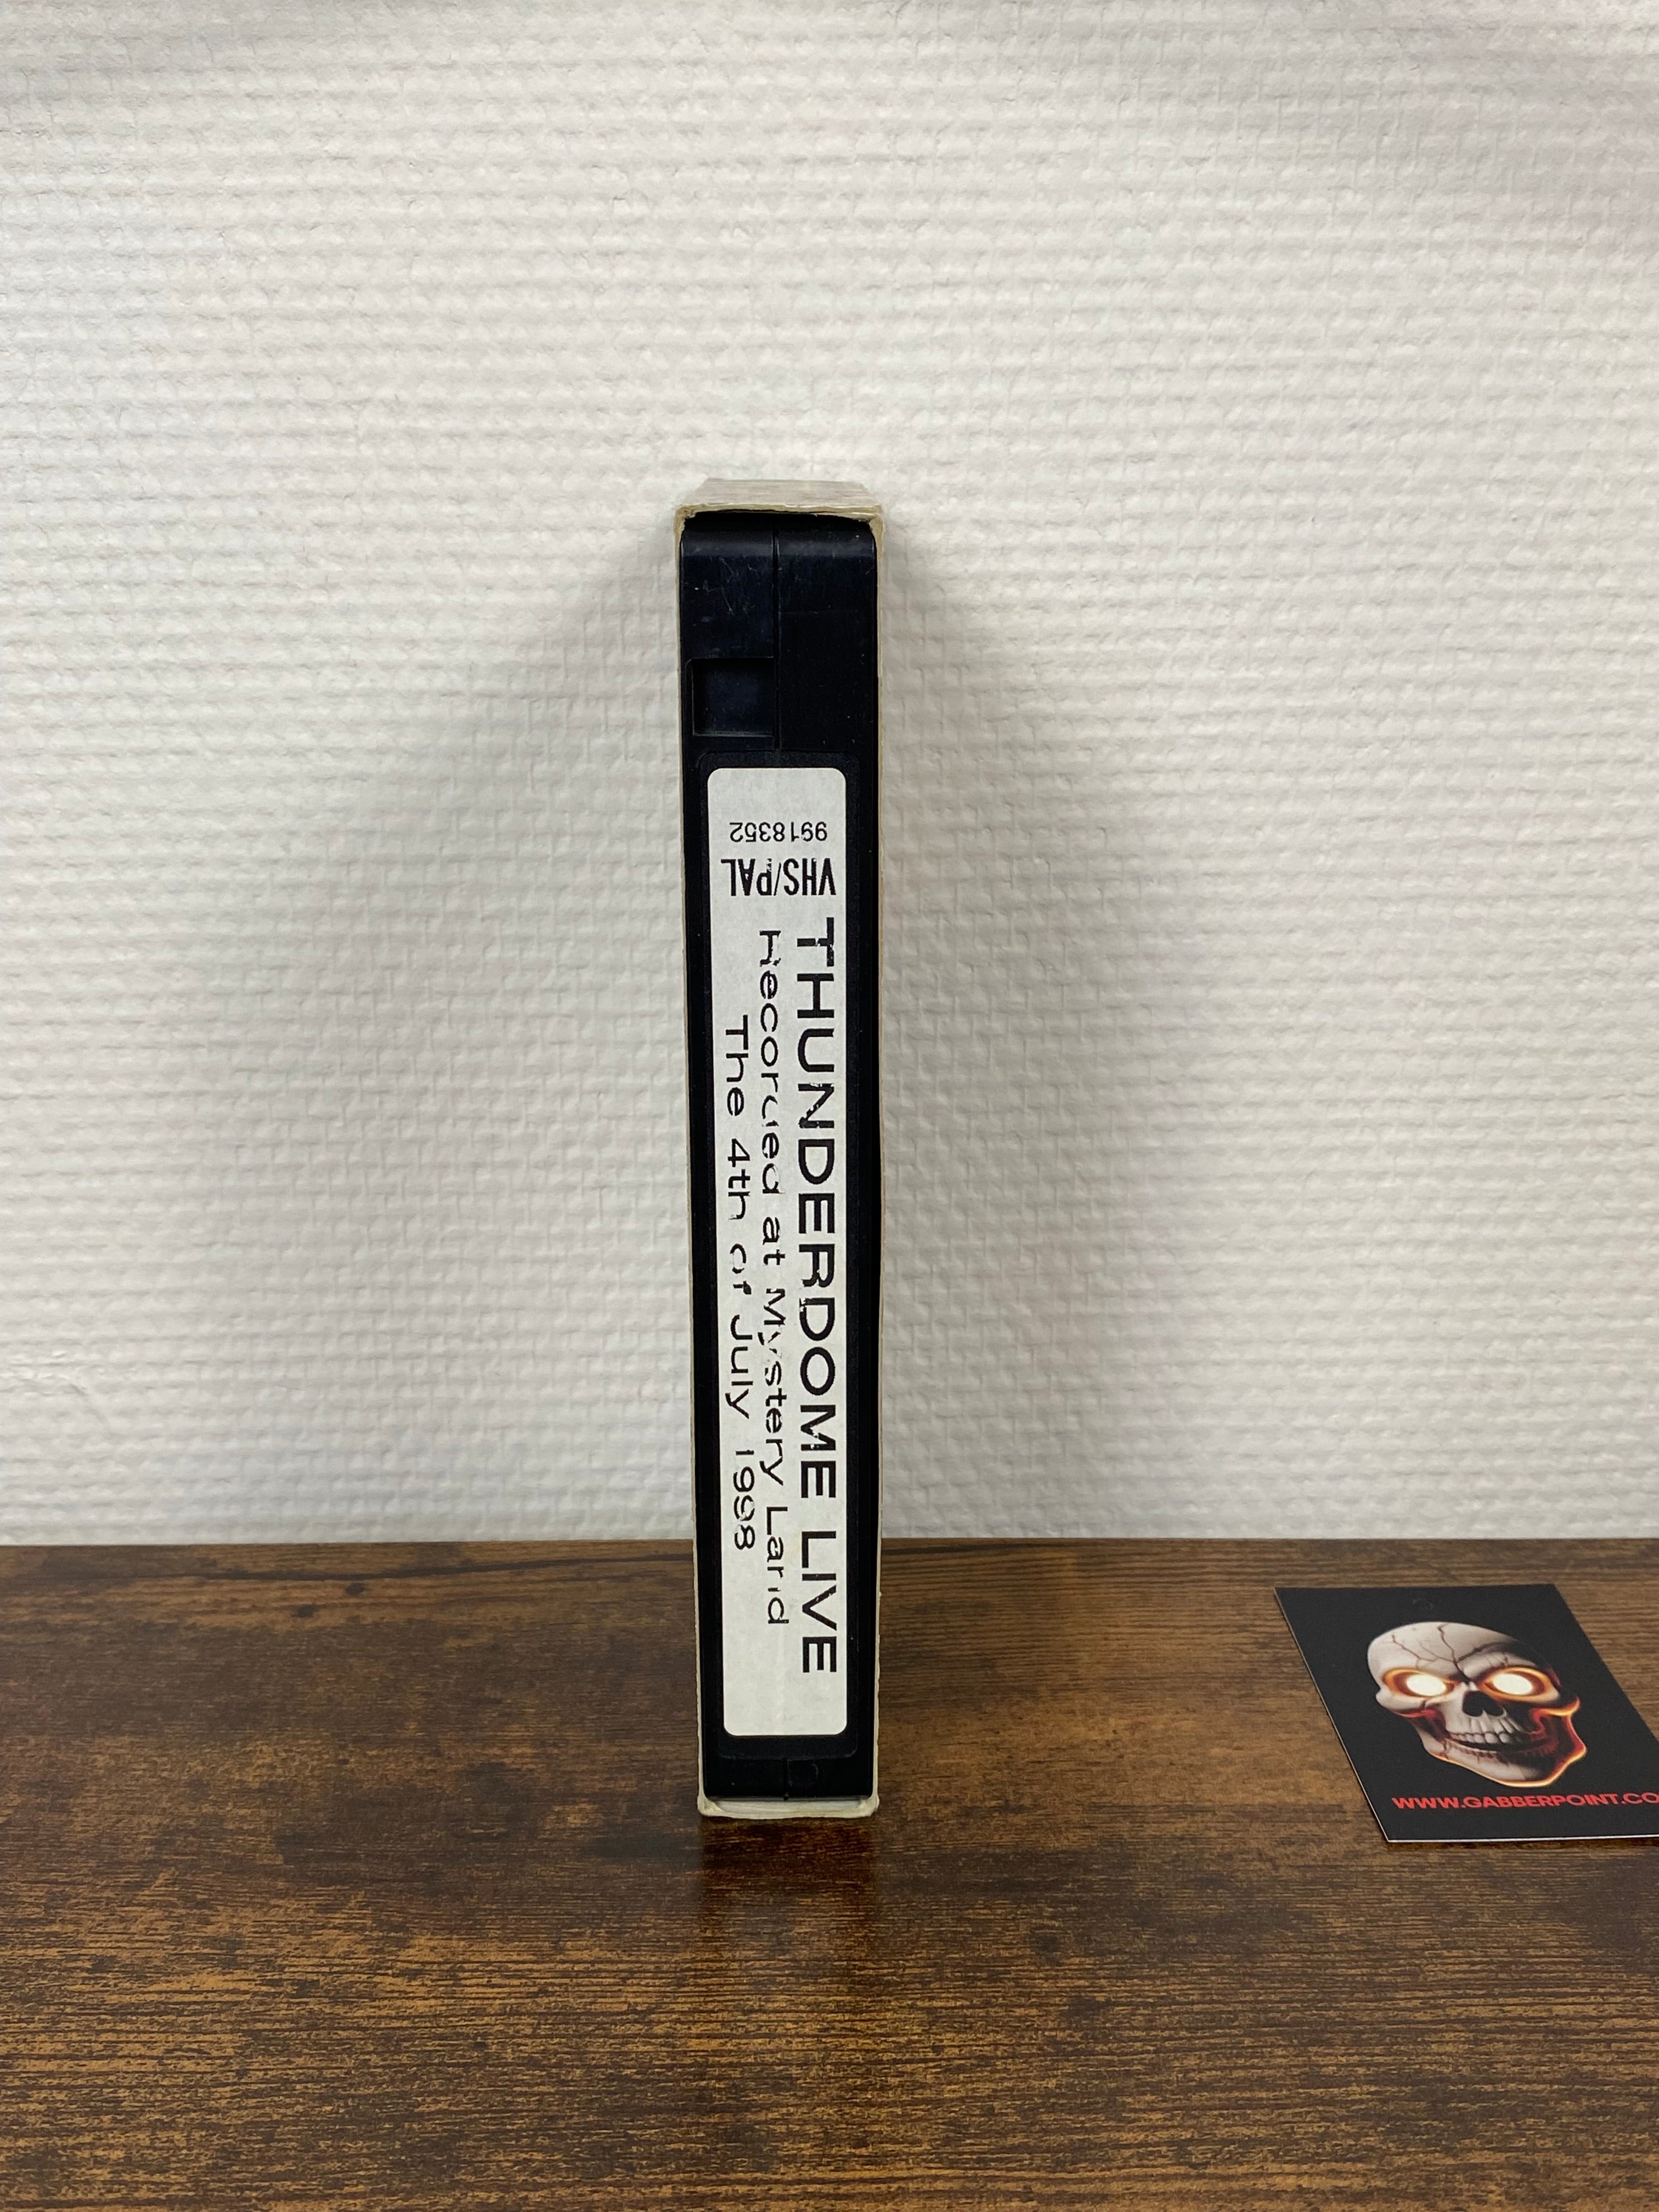 9918352
VHS/PAL
THUNDERDOME LIVE
Recorded at Mystery Land
The 4th of July 1998
WWW.GABBERPOINT.CO